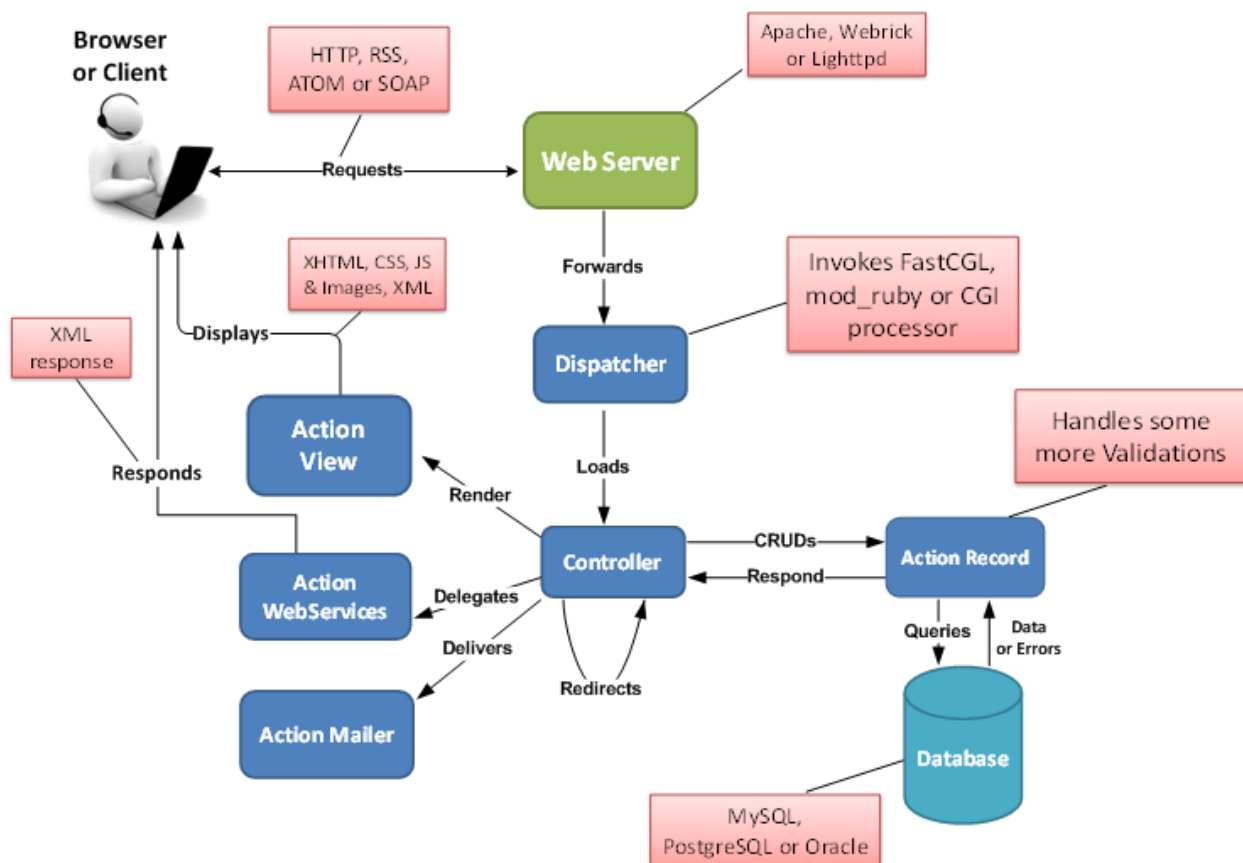 Browser
or Client
HTTP, RSS,
ATOM or SOAP
Apache, Webrick
or Lighttpd
Web Server
Requests
Forwards
XHTML, CSS, JS
& Images, XML
Invokes FastCGL,
mod_ruby or CGI
processor
Displays
XML
response
Dispatcher
Action
View
Handles some
more Validations
Responds
Loads
Render
Controller
CRUDs
Respond
Action Record
Action
WebServices
Delegates
Delivers
Redirects
Queries
Data
or Errors
Action Mailer
Database
MySQL,
PostgreSQL or Oracle